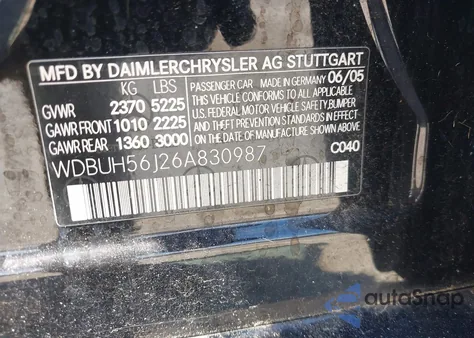 MFD BY DAIMLERCHRYSLER AG STUTTGART
KG LBS
GVWR 2370 5225
GAWR FRONT 1010 2225
GAWR REAR 1360 3000
PASSENGER CAR MADE IN GERMANY 06/05
THIS VEHICLE CONFORMS TO ALL APPLICABLE
U.S. FEDERAL MOTOR VEHICLE SAFETY, BUMPER
AND THEFT PREVENTION STANDARDS IN
EFFECT ON THE DATE OF MANUFACTURE
SHOWN ABOVE.
WDBUH56J26A830987
C040
autoSnap